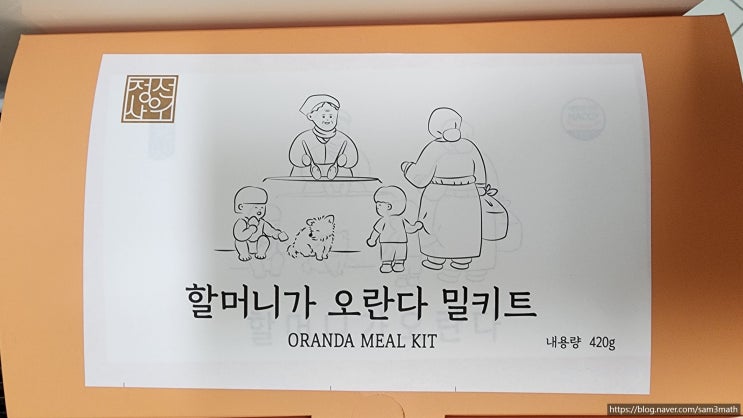 할머니가 오란다 밀키트
ORANDA MEAL KIT
내용량 420g
https://blog.naver.com/sam3math